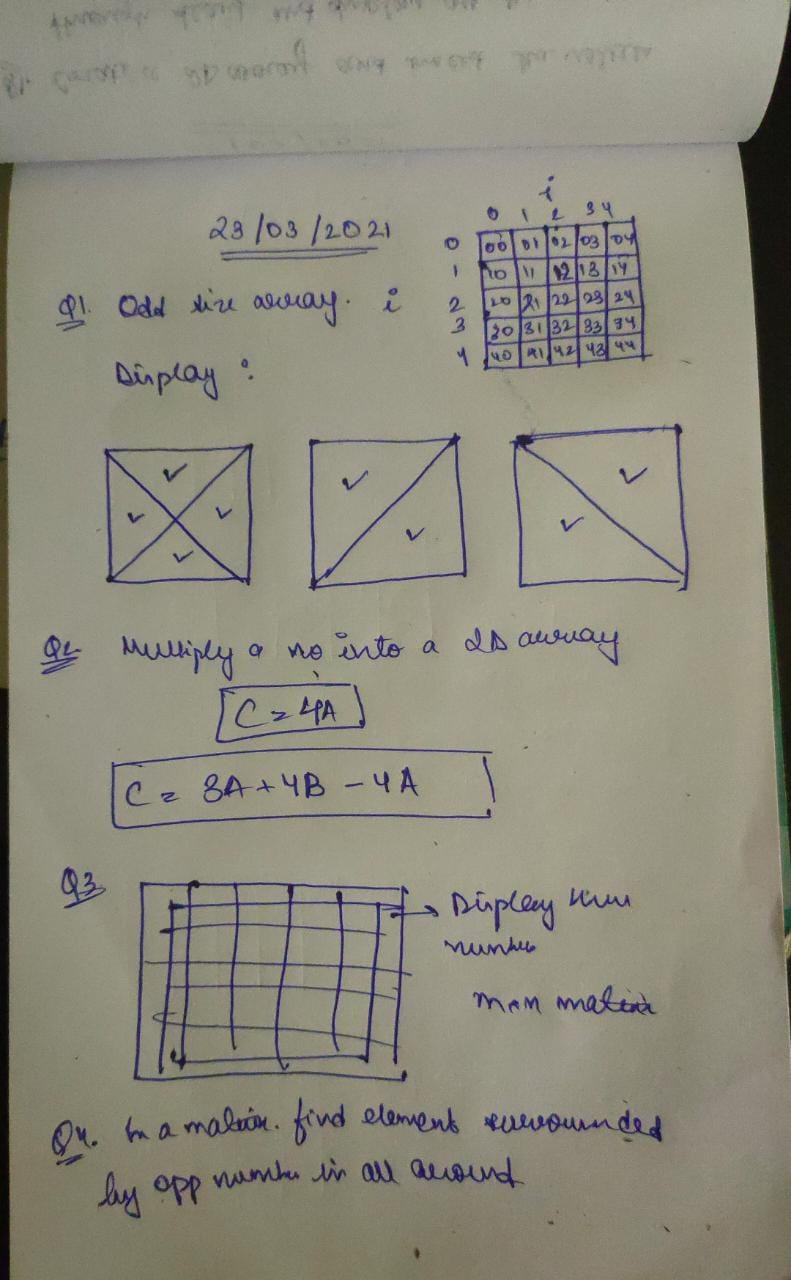 23/03/2021
i
0 1 2 3 4
0 00 01 02 03 04
1 10 11 12 13 14
2 20 21 22 23 24
3 30 31 32 33 34
4 40 41 42 43 44
Q1. Odd size array. i
Display :
Q2 Multiply a no into a 2D array
C = 4A
C = 3A + 4B - 4A
Q3
Display
number
m×n matrix
Q4. In a matrix. find element surrounded
by opp number in all around